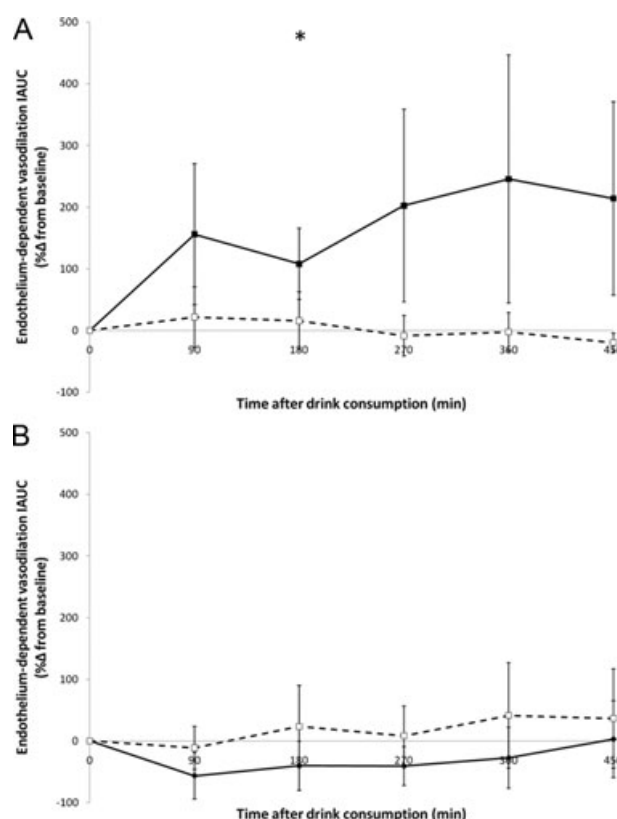 A
*
Endothelium-dependent vasodilation IAUC
(%Δ from baseline)
500
400
300
200
100
0
-100
0 90 180 270 360 45
Time after drink consumption (min)
B
Endothelium-dependent vasodilation IAUC
(%Δ from baseline)
500
400
300
200
100
0
-100
0 90 180 270 360 45
Time after drink consumption (min)